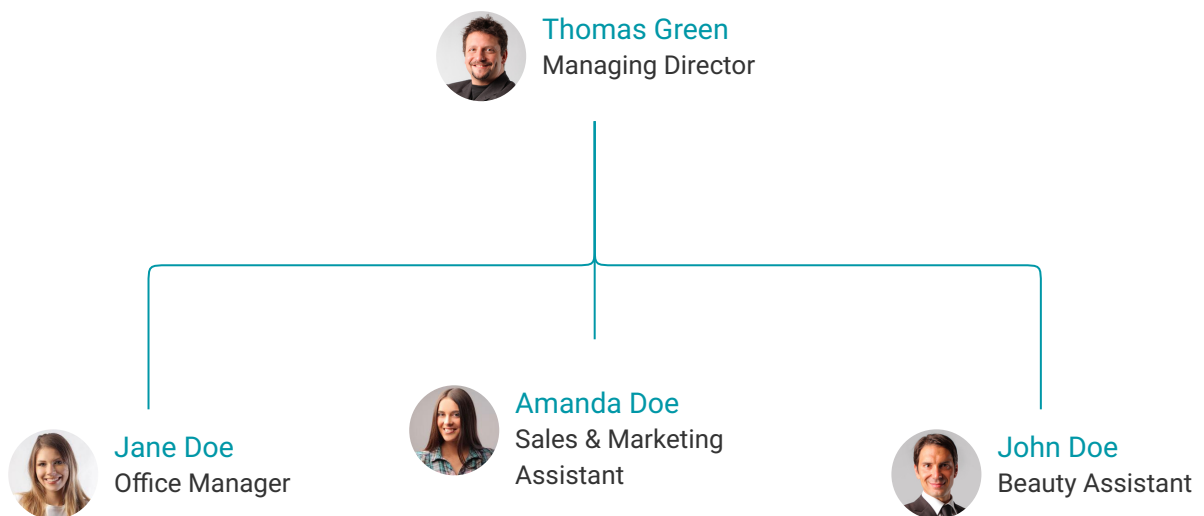 Thomas Green
Managing Director
Amanda Doe
Sales & Marketing
Assistant
Jane Doe
Office Manager
John Doe
Beauty Assistant